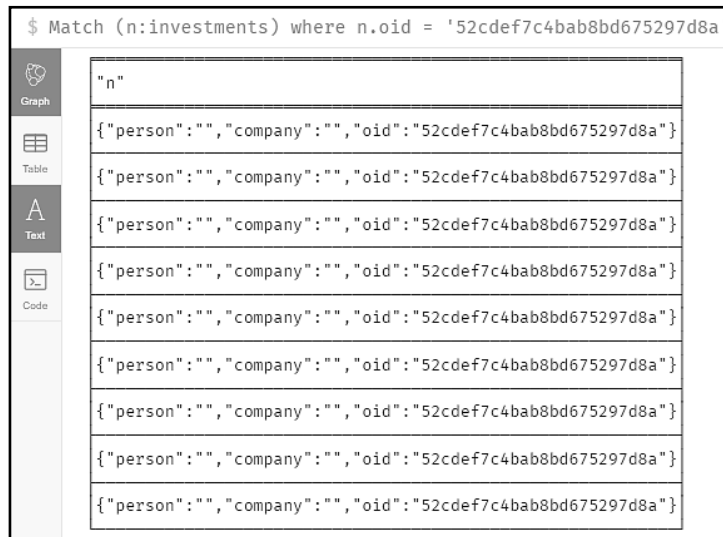 $ Match (n:investments) where n.oid = '52cdef7c4bab8bd675297d8a
Graph
Table
A
Text
Code
"n"
{"person":"","company":"","oid":"52cdef7c4bab8bd675297d8a"}
{"person":"","company":"","oid":"52cdef7c4bab8bd675297d8a"}
{"person":"","company":"","oid":"52cdef7c4bab8bd675297d8a"}
{"person":"","company":"","oid":"52cdef7c4bab8bd675297d8a"}
{"person":"","company":"","oid":"52cdef7c4bab8bd675297d8a"}
{"person":"","company":"","oid":"52cdef7c4bab8bd675297d8a"}
{"person":"","company":"","oid":"52cdef7c4bab8bd675297d8a"}
{"person":"","company":"","oid":"52cdef7c4bab8bd675297d8a"}
{"person":"","company":"","oid":"52cdef7c4bab8bd675297d8a"}